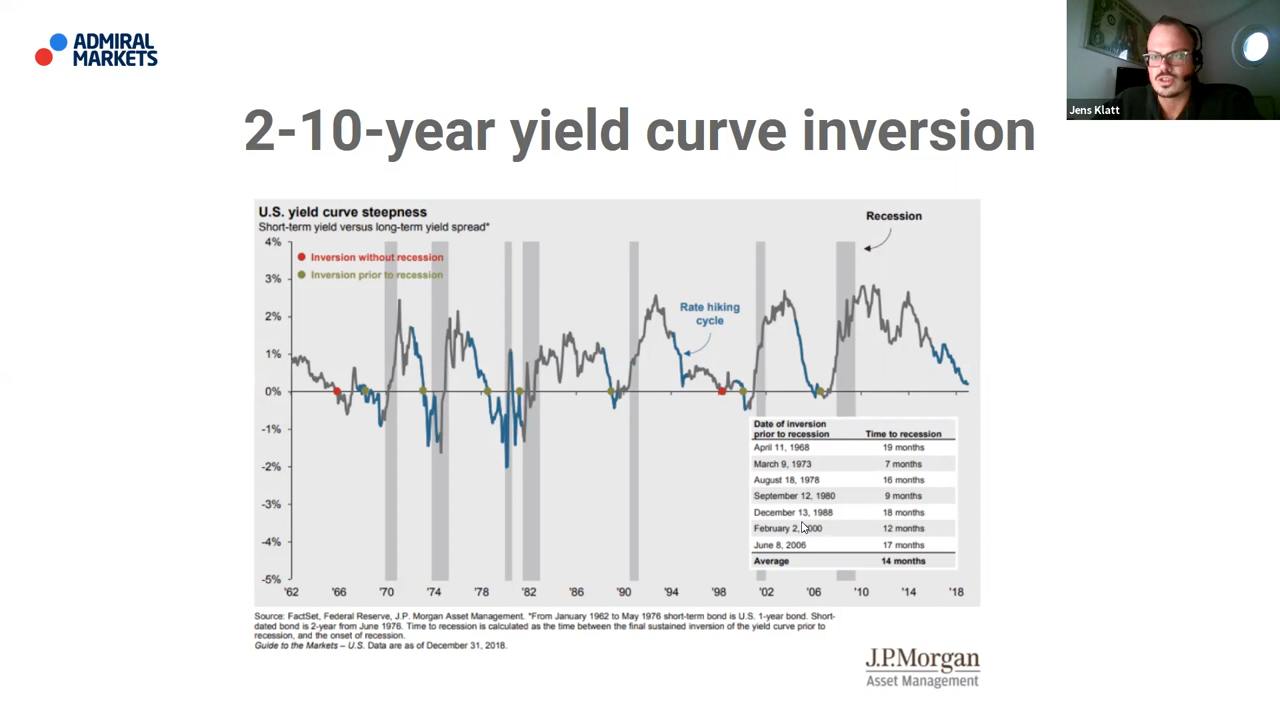 ADMIRAL
MARKETS
Jens Klatt
2-10-year yield curve inversion
U.S. yield curve steepness
Short-term yield versus long-term yield spread*
Recession
4%
Inversion without recession
Inversion prior to recession
3%
Rate hiking
cycle
2%
1%
0%
-1%
-2%
-3%
-4%
-5%
Date of inversion
prior to recession Time to recession
April 11, 1968 19 months
March 9, 1973 7 months
August 18, 1978 16 months
September 12, 1980 9 months
December 13, 1988 18 months
February 2, 2000 12 months
June 8, 2006 17 months
Average 14 months
'62 '66 '70 '74 '78 '82 '86 '90 '94 '98 '02 '06 '10 '14 '18
Source: FactSet, Federal Reserve, J.P. Morgan Asset Management. *From January 1962 to May 1976 short-term bond is U.S. 1-year bond. Short-
dated bond is 2-year from June 1976. Time to recession is calculated as the time between the final sustained inversion of the yield curve prior to
recession, and the onset of recession.
Guide to the Markets – U.S. Data are as of December 31, 2018.
J.P.Morgan
Asset Management